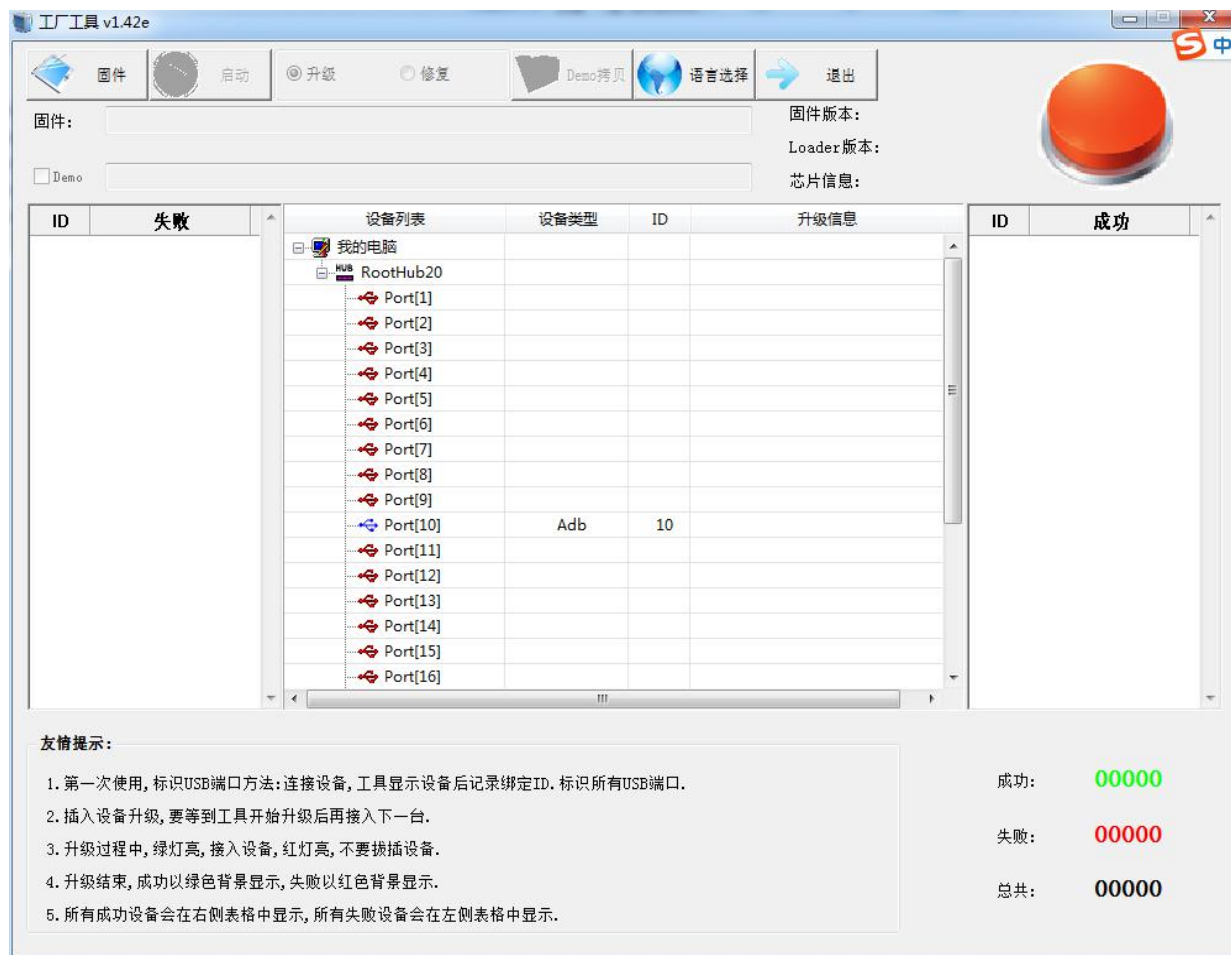 工厂工具 v1.42e
中
固件 启动 升级 修复 Demo拷贝 语言选择 退出
固件: 固件版本:
Loader版本:
Demo 芯片信息:
ID 失败 设备列表 设备类型 ID 升级信息 ID 成功
我的电脑
HUB RootHub20
Port[1]
Port[2]
Port[3]
Port[4]
Port[5]
Port[6]
Port[7]
Port[8]
Port[9]
Port[10] Adb 10
Port[11]
Port[12]
Port[13]
Port[14]
Port[15]
Port[16]
友情提示:
1.第一次使用,标识USB端口方法:连接设备,工具显示设备后记录绑定ID.标识所有USB端口.
2.插入设备升级,要等到工具开始升级后再接入下一台.
3.升级过程中,绿灯亮,接入设备,红灯亮,不要拔插设备.
4.升级结束,成功以绿色背景显示,失败以红色背景显示.
5.所有成功设备会在右侧表格中显示,所有失败设备会在左侧表格中显示.
成功: 00000
失败: 00000
总共: 00000